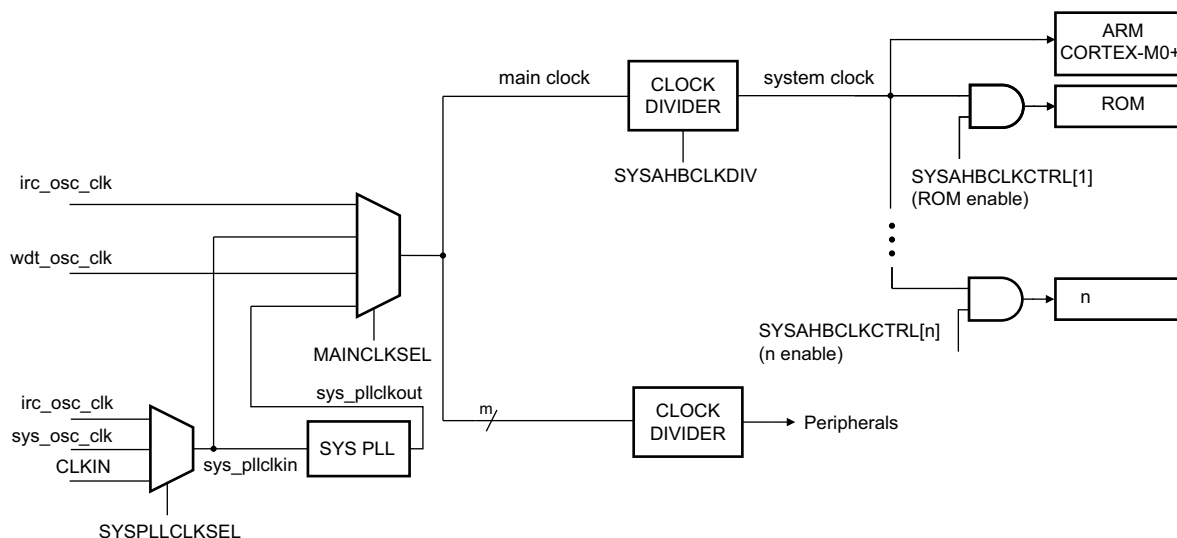 ARM
CORTEX-M0+
main clock
CLOCK
DIVIDER
system clock
ROM
SYSAHBCLKDIV
SYSAHBCLKCTRL[1]
(ROM enable)
irc_osc_clk
wdt_osc_clk
n
SYSAHBCLKCTRL[n]
(n enable)
MAINCLKSEL
sys_pllclkout
irc_osc_clk
sys_osc_clk
CLKIN
sys_pllclkin
SYS PLL
m
CLOCK
DIVIDER
Peripherals
SYSPLLCLKSEL